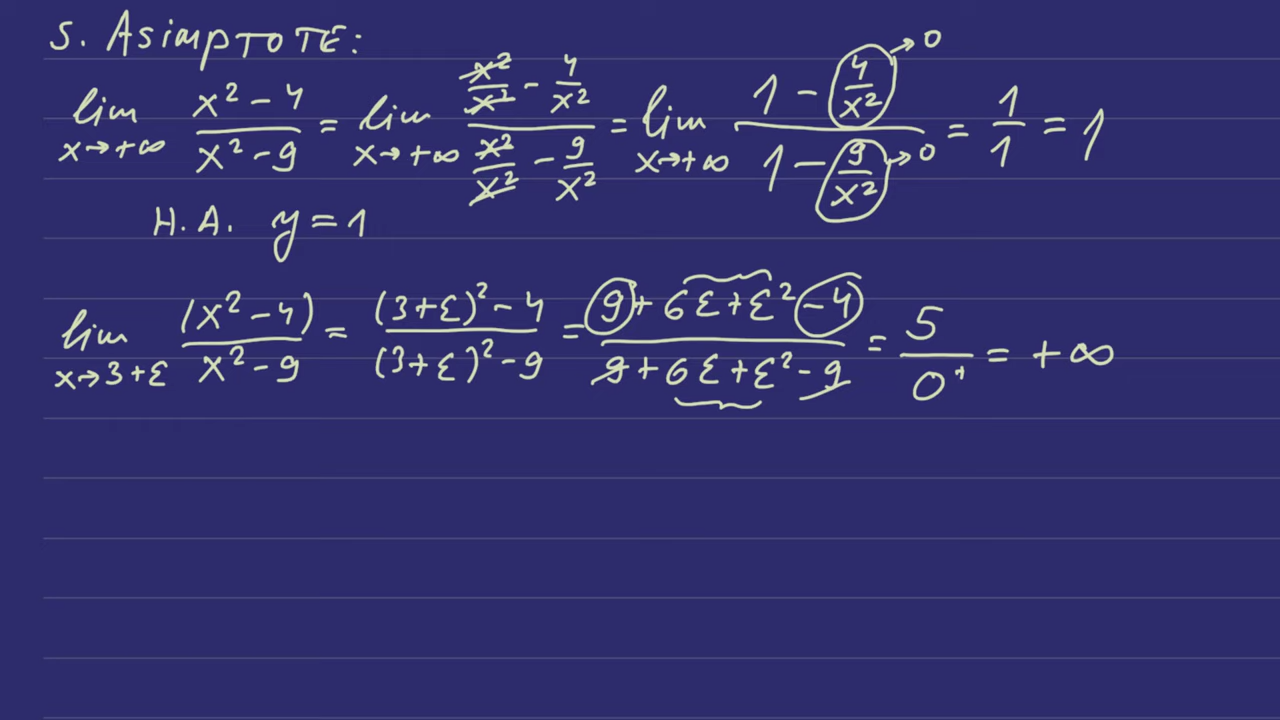 5. AsimpTOTE:
lim x→+∞ (x² - 4)/(x² - 9) = lim x→+∞ (x²/x² - 4/x²)/(x²/x² - 9/x²) = lim x→+∞ (1 - 4/x² → 0)/(1 - 9/x² → 0) = 1/1 = 1
H.A. y = 1
lim x→3+ε (x² - 4)/(x² - 9) = ((3+ε)² - 4)/((3+ε)² - 9) = (9 + 6ε + ε² - 4)/(9 + 6ε + ε² - 9) = 5/0⁺ = +∞